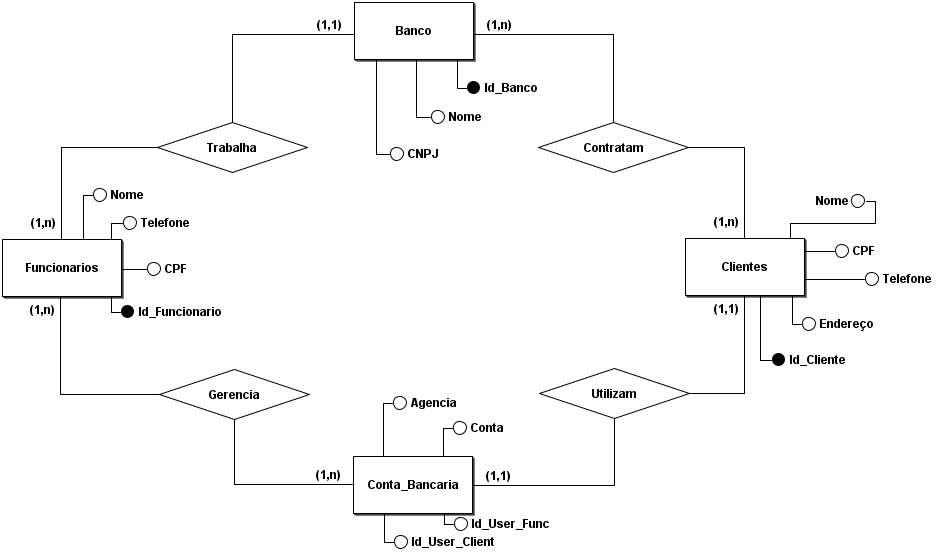 (1,1)
Banco
(1,n)
Id_Banco
Nome
CNPJ
Trabalha
Contratam
Nome
Telefone
(1,n)
Funcionarios
CPF
(1,n)
Id_Funcionario
Nome
(1,n)
Clientes
CPF
Telefone
(1,1)
Endereço
Id_Cliente
Gerencia
Utilizam
Agencia
Conta
(1,n)
Conta_Bancaria
(1,1)
Id_User_Func
Id_User_Client